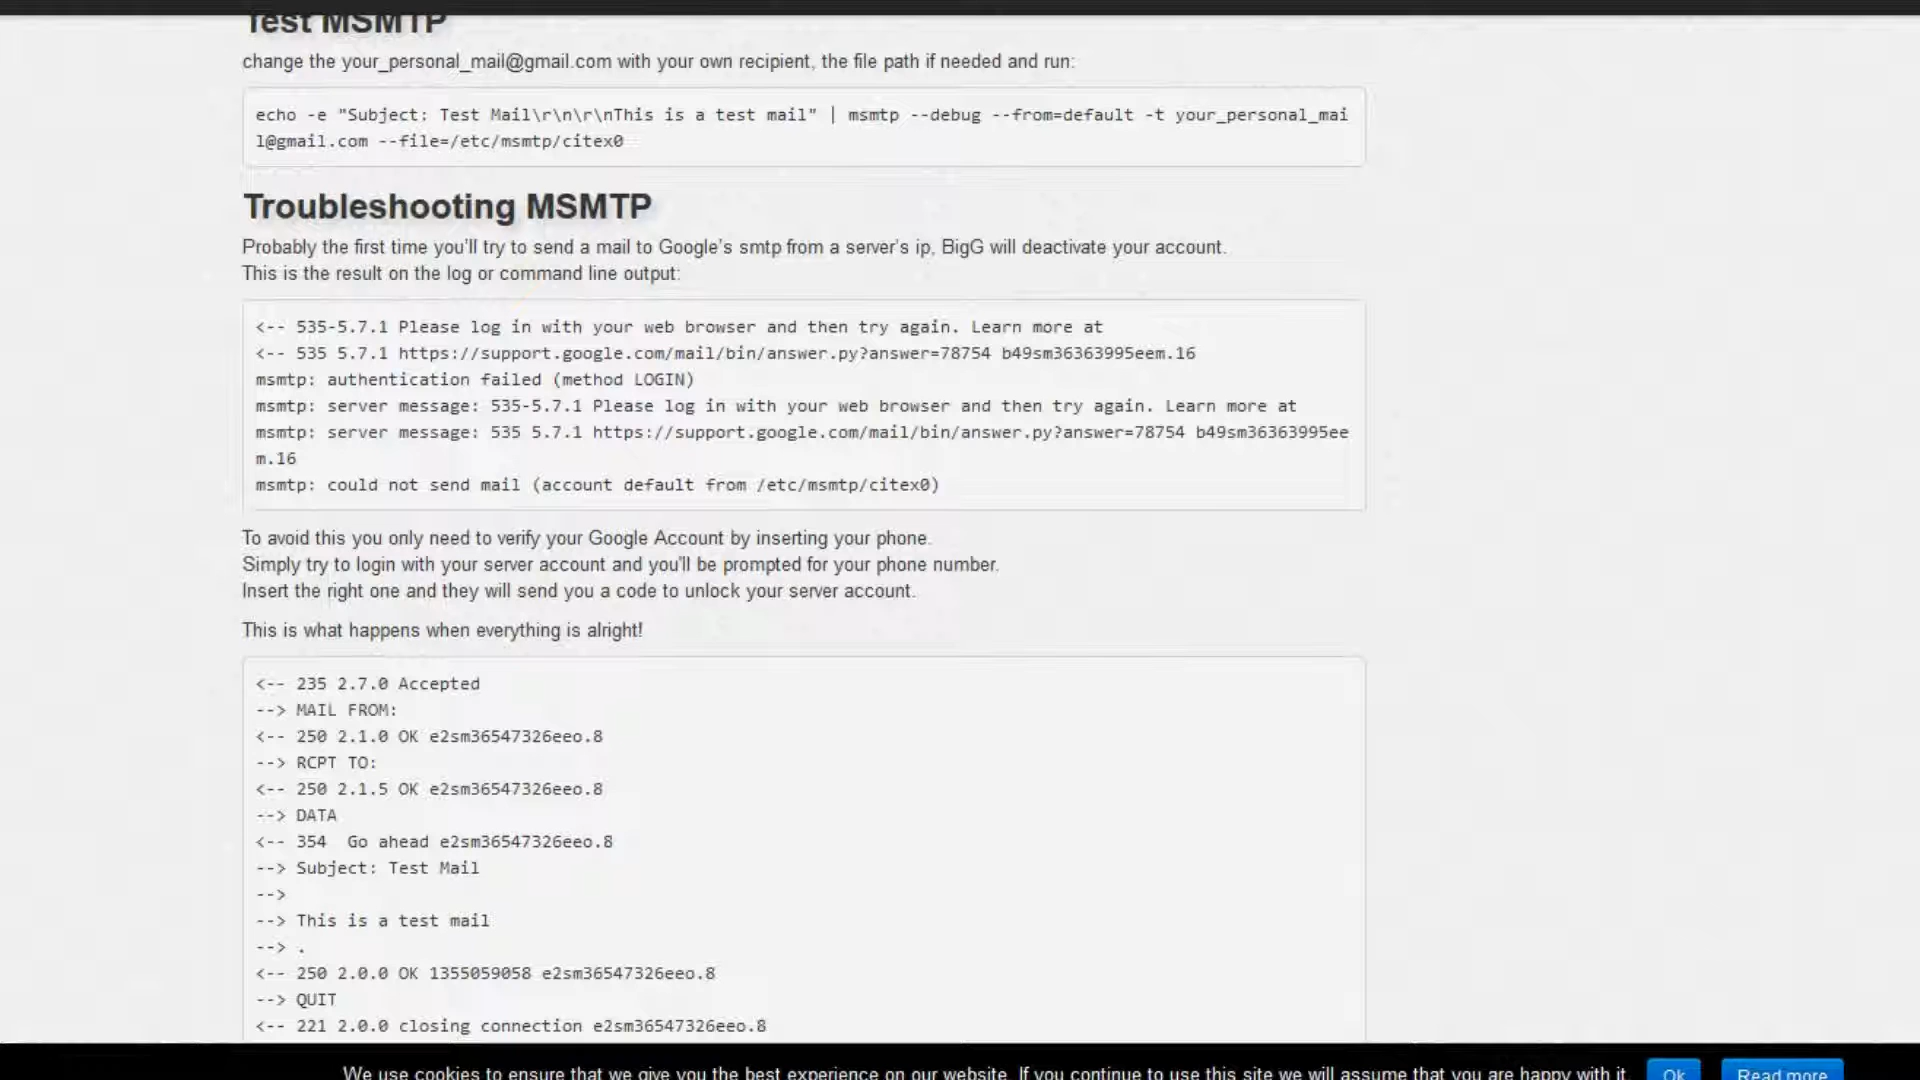 Test MSMTP
change the your_personal_mail@gmail.com with your own recipient, the file path if needed and run:
echo -e "Subject: Test Mail\r\n\r\nThis is a test mail" | msmtp --debug --from=default -t your_personal_mai
l@gmail.com --file=/etc/msmtp/citex0
Troubleshooting MSMTP
Probably the first time you'll try to send a mail to Google's smtp from a server's ip, BigG will deactivate your account.
This is the result on the log or command line output:
<-- 535-5.7.1 Please log in with your web browser and then try again. Learn more at
<-- 535 5.7.1 https://support.google.com/mail/bin/answer.py?answer=78754 b49sm36363995eem.16
msmtp: authentication failed (method LOGIN)
msmtp: server message: 535-5.7.1 Please log in with your web browser and then try again. Learn more at
msmtp: server message: 535 5.7.1 https://support.google.com/mail/bin/answer.py?answer=78754 b49sm36363995ee
m.16
msmtp: could not send mail (account default from /etc/msmtp/citex0)
To avoid this you only need to verify your Google Account by inserting your phone.
Simply try to login with your server account and you'll be prompted for your phone number.
Insert the right one and they will send you a code to unlock your server account.
This is what happens when everything is alright!
<-- 235 2.7.0 Accepted
--> MAIL FROM:
<-- 250 2.1.0 OK e2sm36547326eeo.8
--> RCPT TO:
<-- 250 2.1.5 OK e2sm36547326eeo.8
--> DATA
<-- 354  Go ahead e2sm36547326eeo.8
--> Subject: Test Mail
-->
--> This is a test mail
--> .
<-- 250 2.0.0 OK 1355059058 e2sm36547326eeo.8
--> QUIT
<-- 221 2.0.0 closing connection e2sm36547326eeo.8
We use cookies to ensure that we give you the best experience on our website. If you continue to use this site we will assume that you are happy with it. Ok Read more